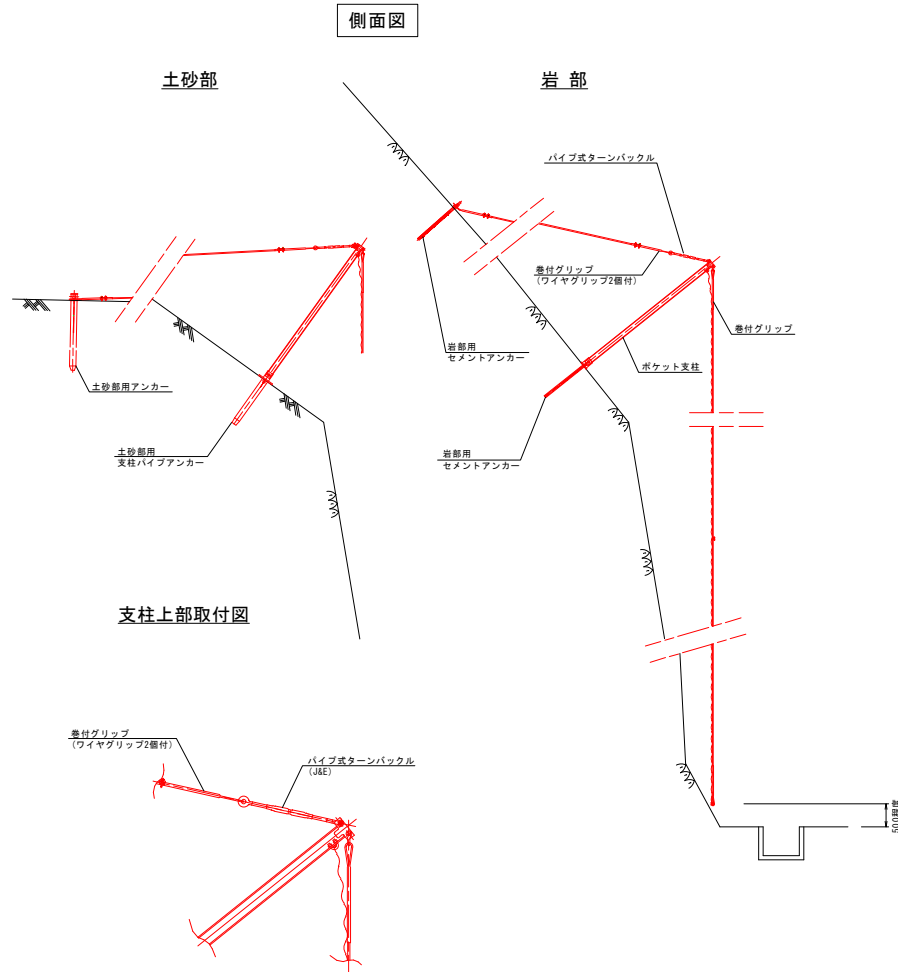 側面図
土砂部
岩 部
パイプ式ターンバックル
巻付グリップ
(ワイヤグリップ2個付)
巻付グリップ
岩部用
セメントアンカー
ポケット支柱
土砂部用アンカー
土砂部用
支柱パイプアンカー
岩部用
セメントアンカー
支柱上部取付図
巻付グリップ
(ワイヤグリップ2個付)
パイプ式ターンバックル
(J&E)
500程度